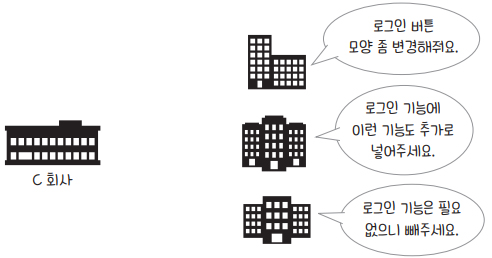 로그인 버튼
모양 좀 변경해줘요.
로그인 기능에
이런 기능도 추가로
넣어주세요.
C 회사
로그인 기능은 필요
없으니 빼주세요.